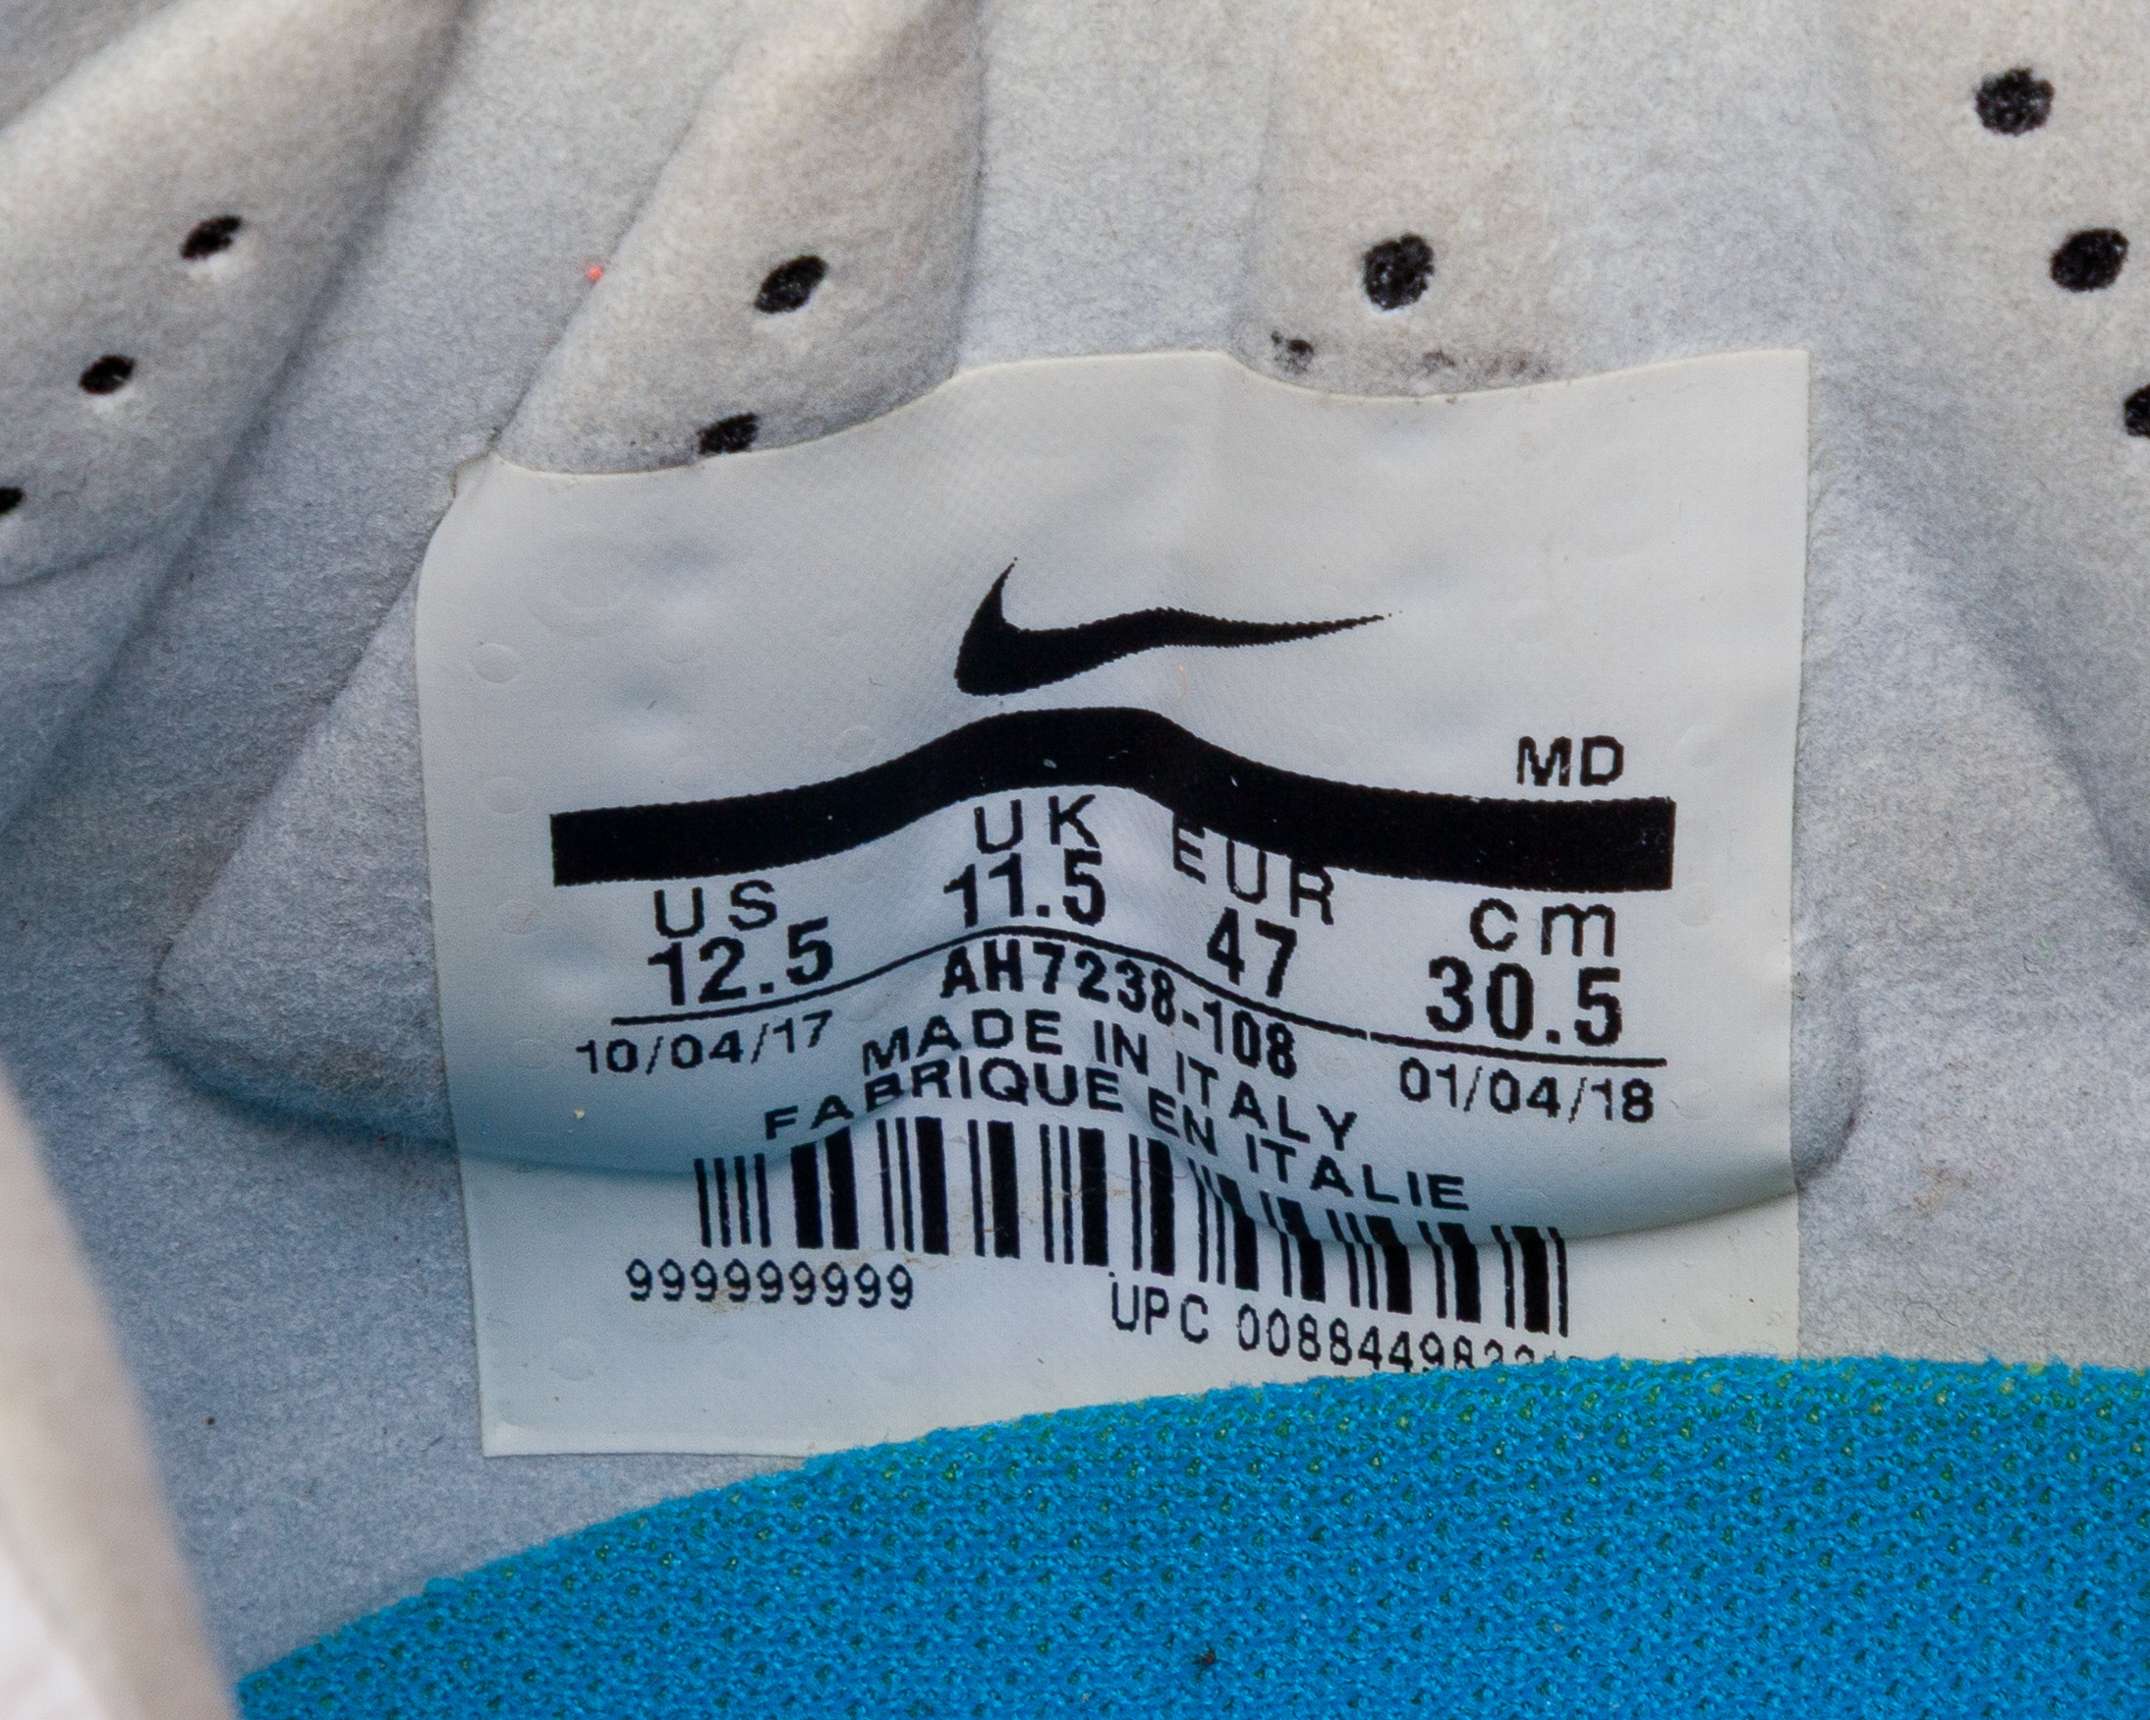 MD
US UK EUR cm
12.5 11.5 47 30.5
AH7238-108
10/04/17 MADE IN ITALY 01/04/18
FABRIQUE EN ITALIE
999999999 UPC 0088449